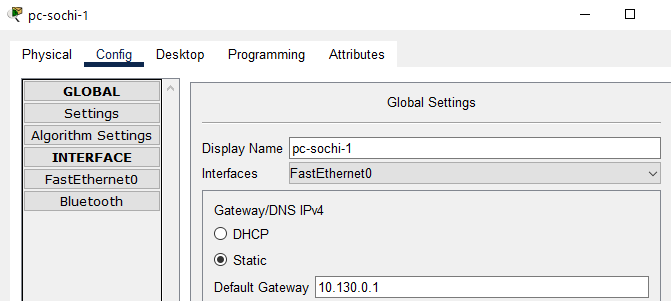 pc-sochi-1
Physical Config Desktop Programming Attributes
GLOBAL
Settings
Algorithm Settings
INTERFACE
FastEthernet0
Bluetooth
Global Settings
Display Name pc-sochi-1
Interfaces FastEthernet0
Gateway/DNS IPv4
DHCP
Static
Default Gateway 10.130.0.1